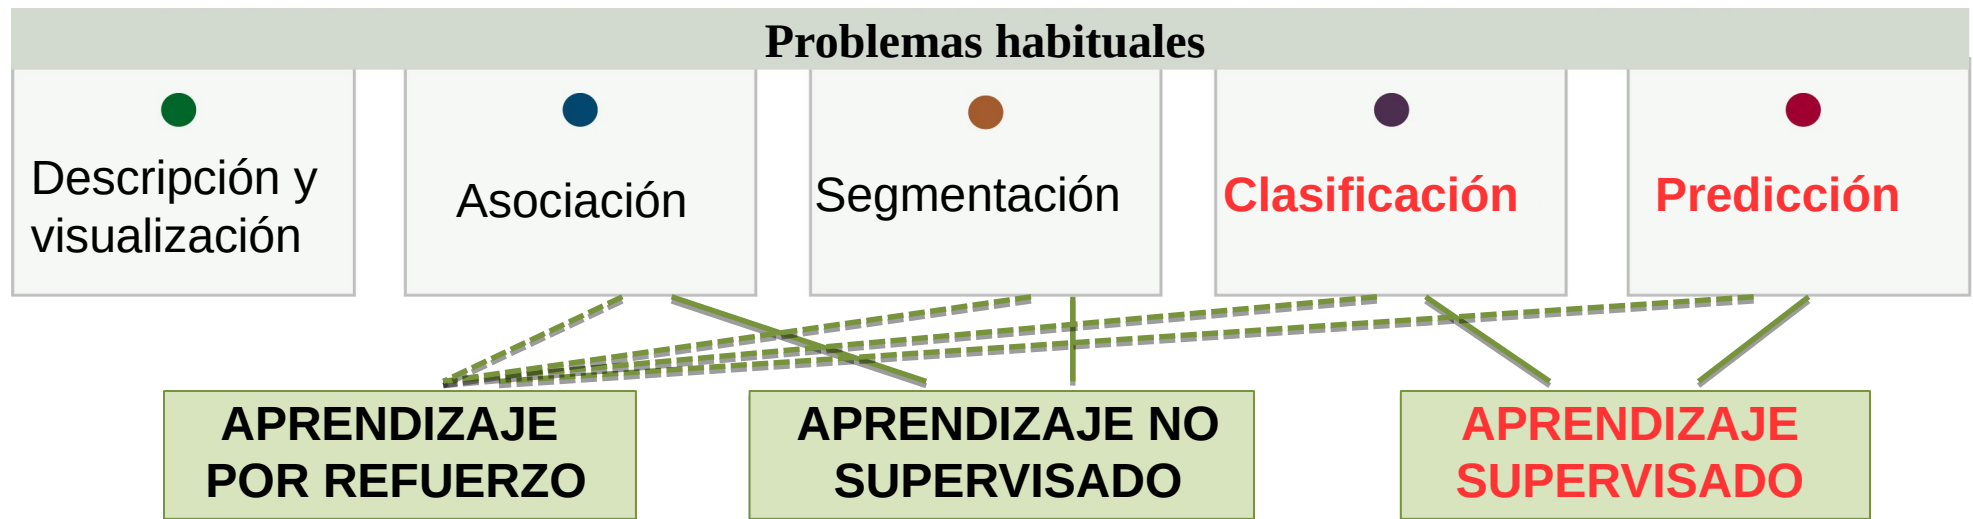 Problemas habituales
Descripción y
visualización
Asociación
Segmentación
Clasificación
Predicción
APRENDIZAJE
POR REFUERZO
APRENDIZAJE NO
SUPERVISADO
APRENDIZAJE
SUPERVISADO